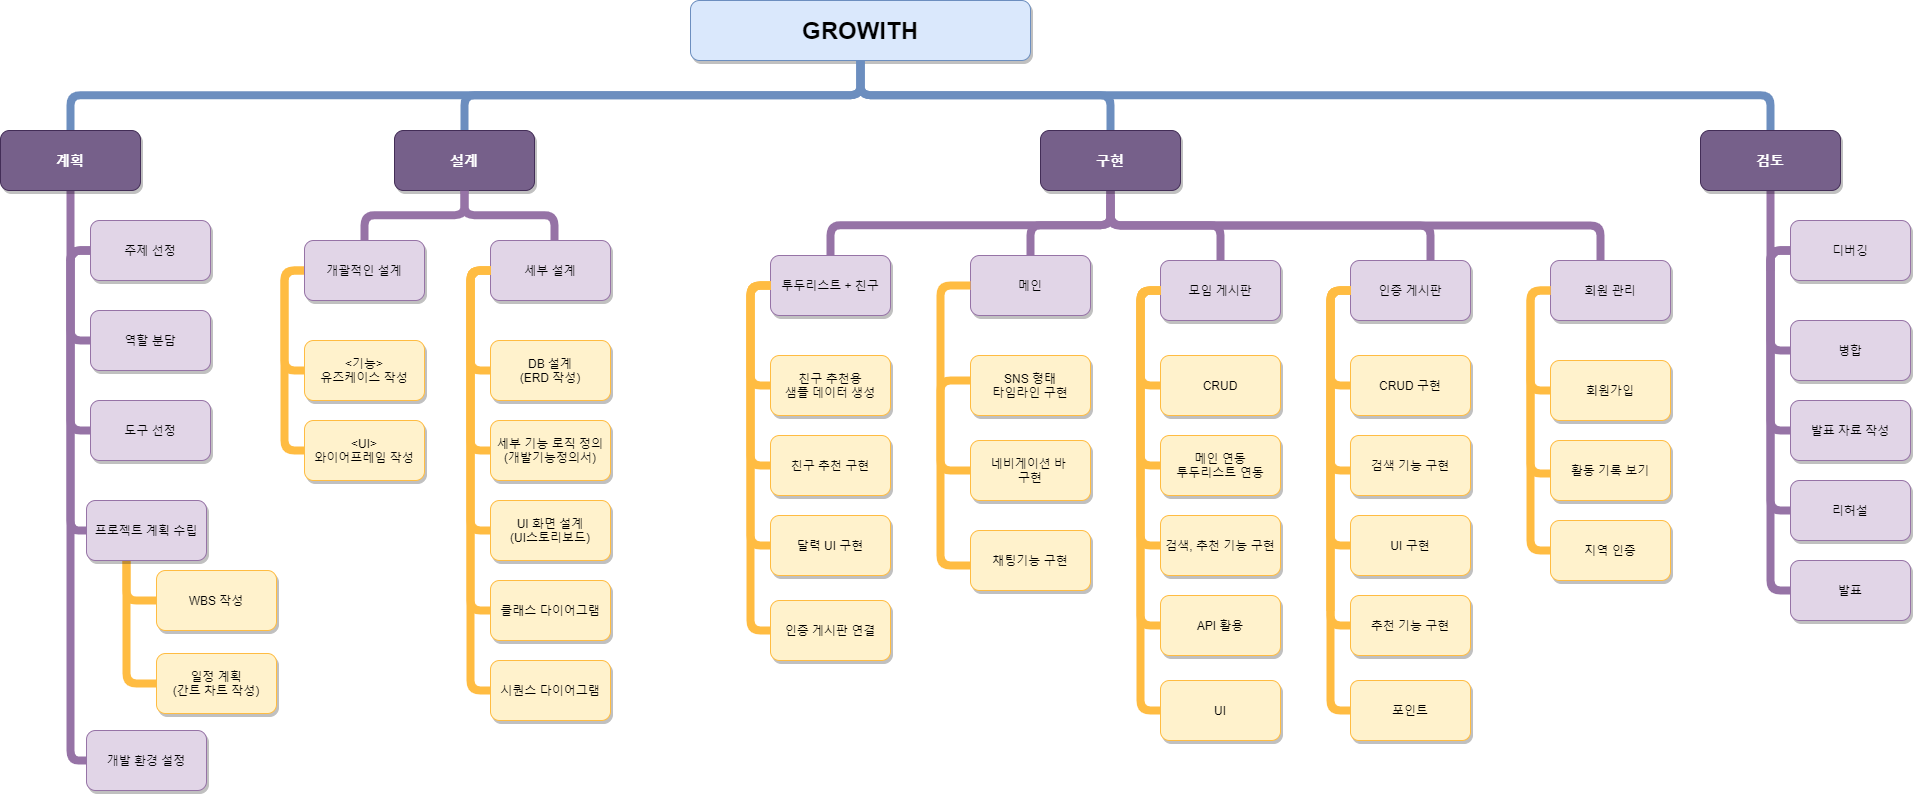 GROWITH
계획
주제 선정
역할 분담
도구 선정
프로젝트 계획 수립
WBS 작성
일정 계획
(간트 차트 작성)
개발 환경 설정
설계
개괄적인 설계
<기능>
유즈케이스 작성
<UI>
와이어프레임 작성
세부 설계
DB 설계
(ERD 작성)
세부 기능 로직 정의
(개발기능정의서)
UI 화면 설계
(UI스토리보드)
클래스 다이어그램
시퀀스 다이어그램
구현
투두리스트 + 친구
친구 추천용
샘플 데이터 생성
친구 추천 구현
달력 UI 구현
인증 게시판 연결
메인
SNS 형태
타임라인 구현
네비게이션 바
구현
채팅기능 구현
모임 게시판
CRUD
메인 연동
투두리스트 연동
검색, 추천 기능 구현
API 활용
UI
인증 게시판
CRUD 구현
검색 기능 구현
UI 구현
추천 기능 구현
포인트
회원 관리
회원가입
활동 기록 보기
지역 인증
검토
디버깅
병합
발표 자료 작성
리허설
발표